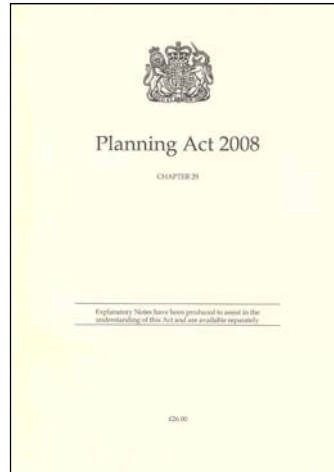 Planning Act 2008
CHAPTER 29
Explanatory Notes have been produced to assist in the
understanding of this Act and are available separately
£26.00